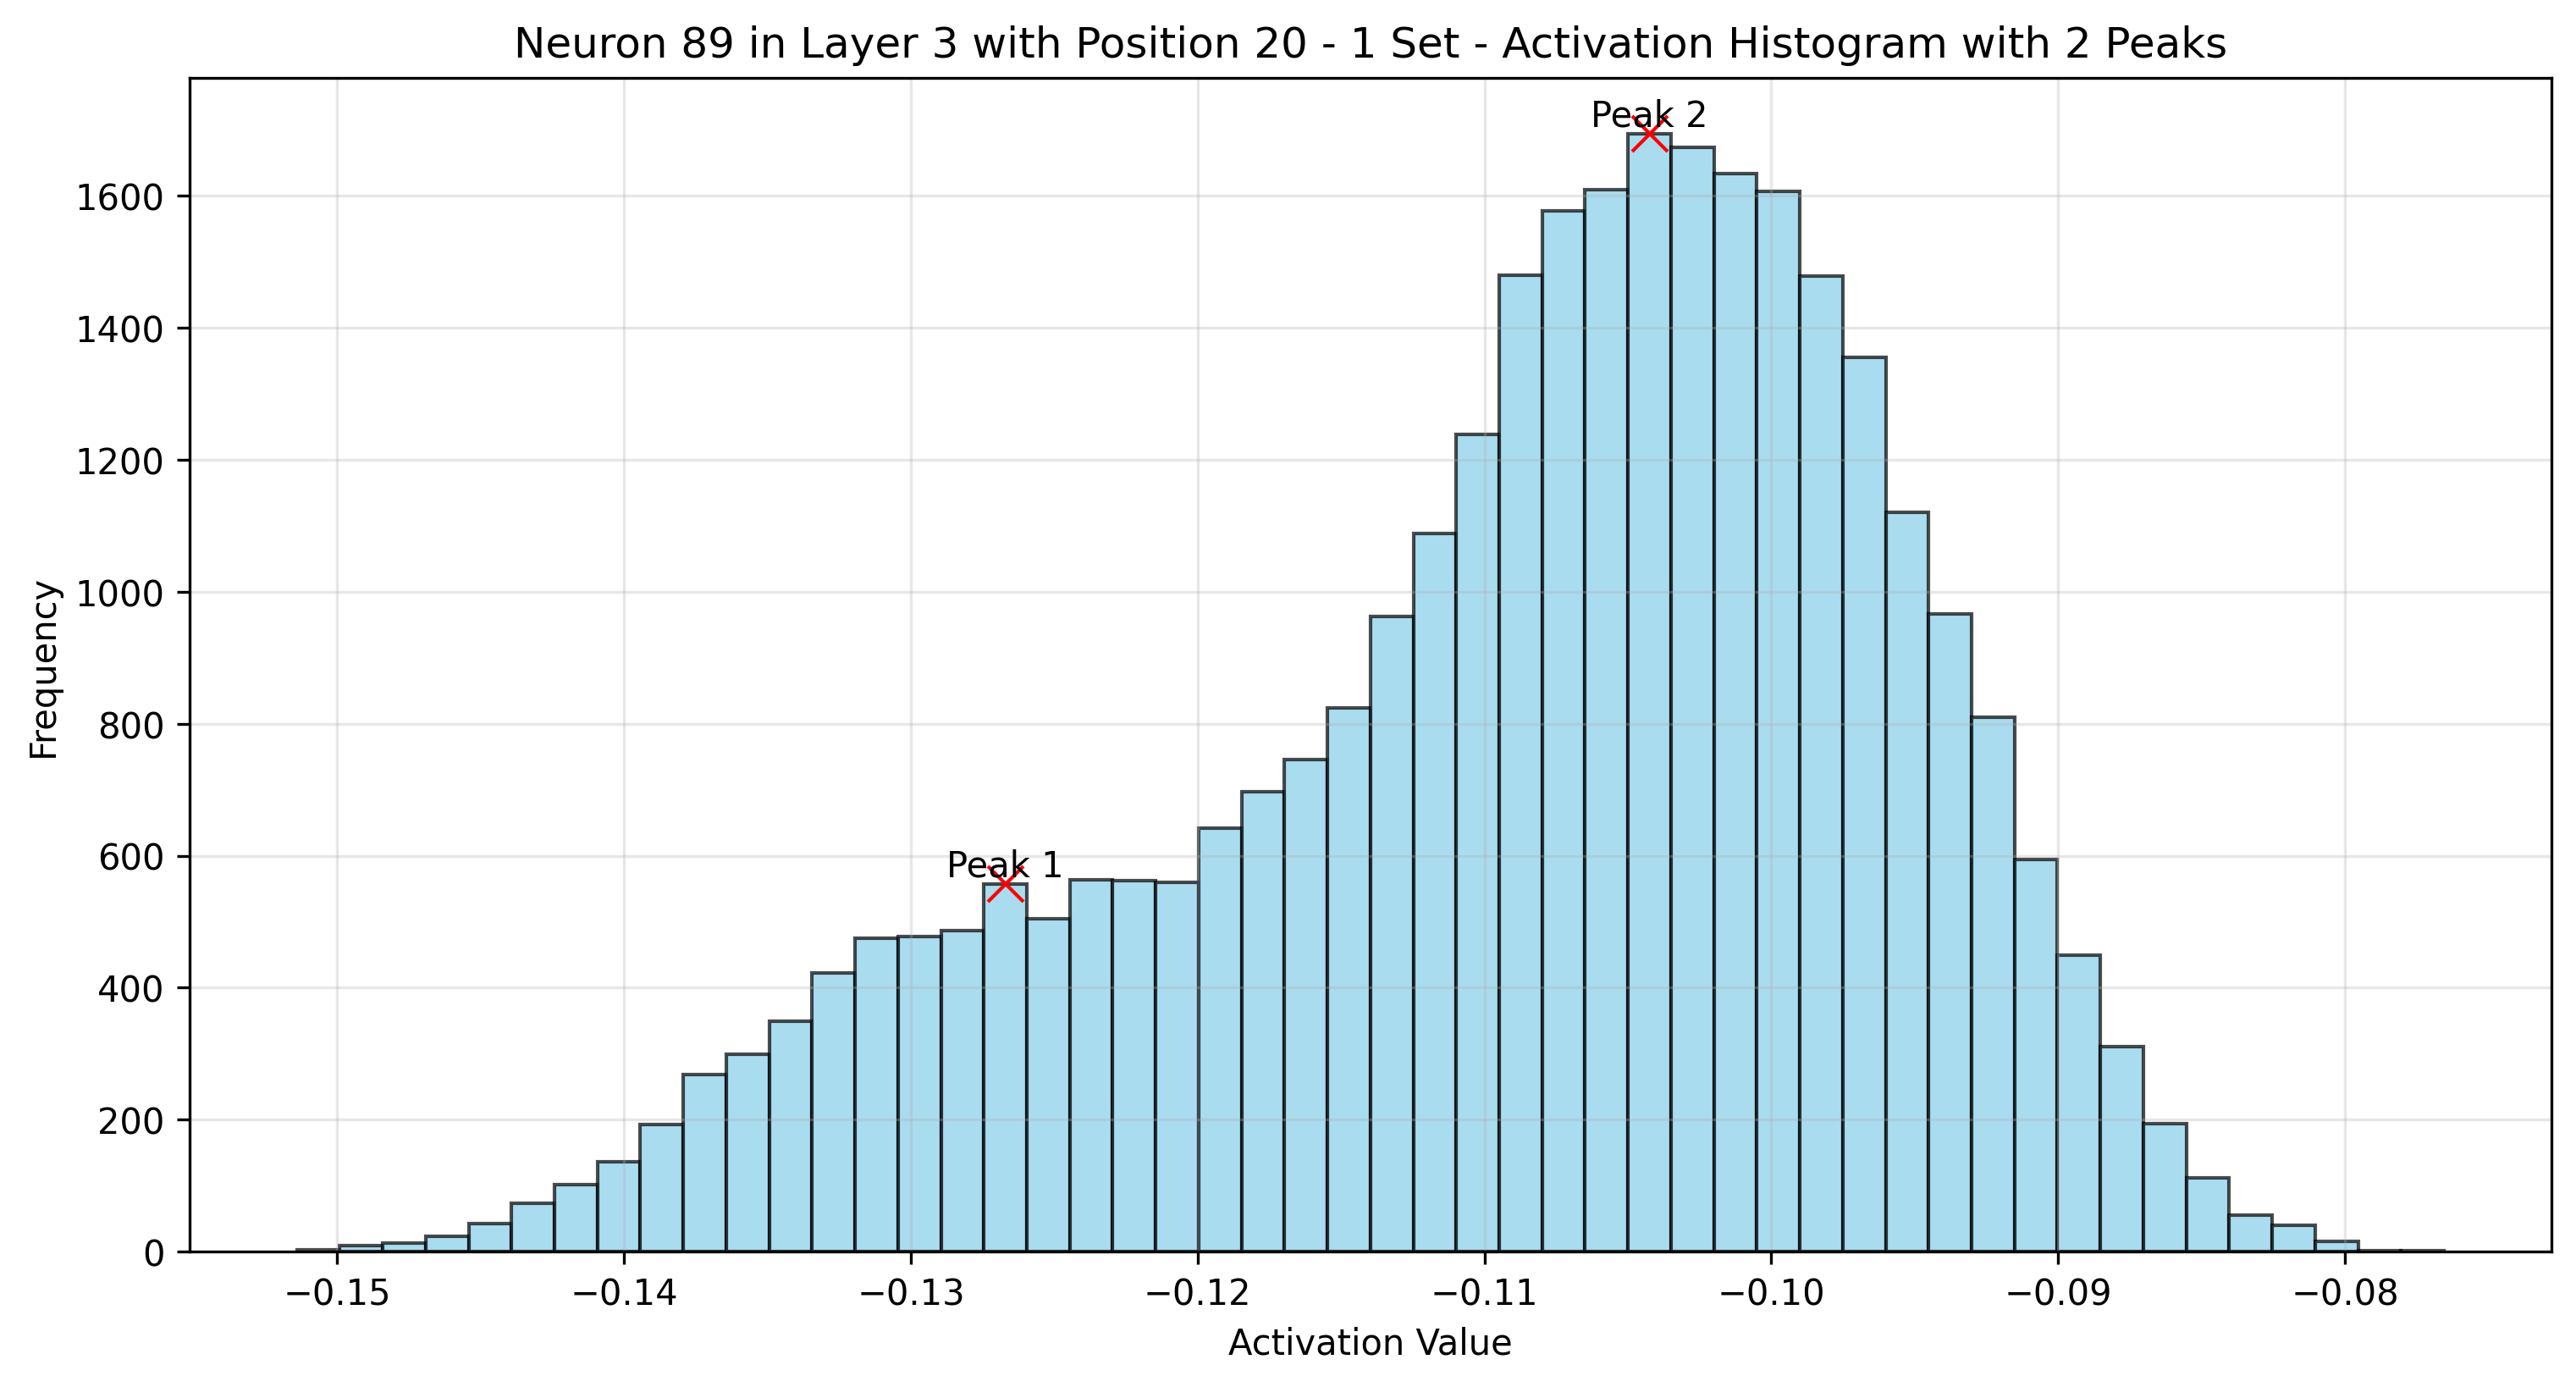 Neuron 89 in Layer 3 with Position 20 - 1 Set - Activation Histogram with 2 Peaks
Peak 2
Peak 1
Frequency
1600
1400
1200
1000
800
600
400
200
0
−0.15 −0.14 −0.13 −0.12 −0.11 −0.10 −0.09 −0.08
Activation Value